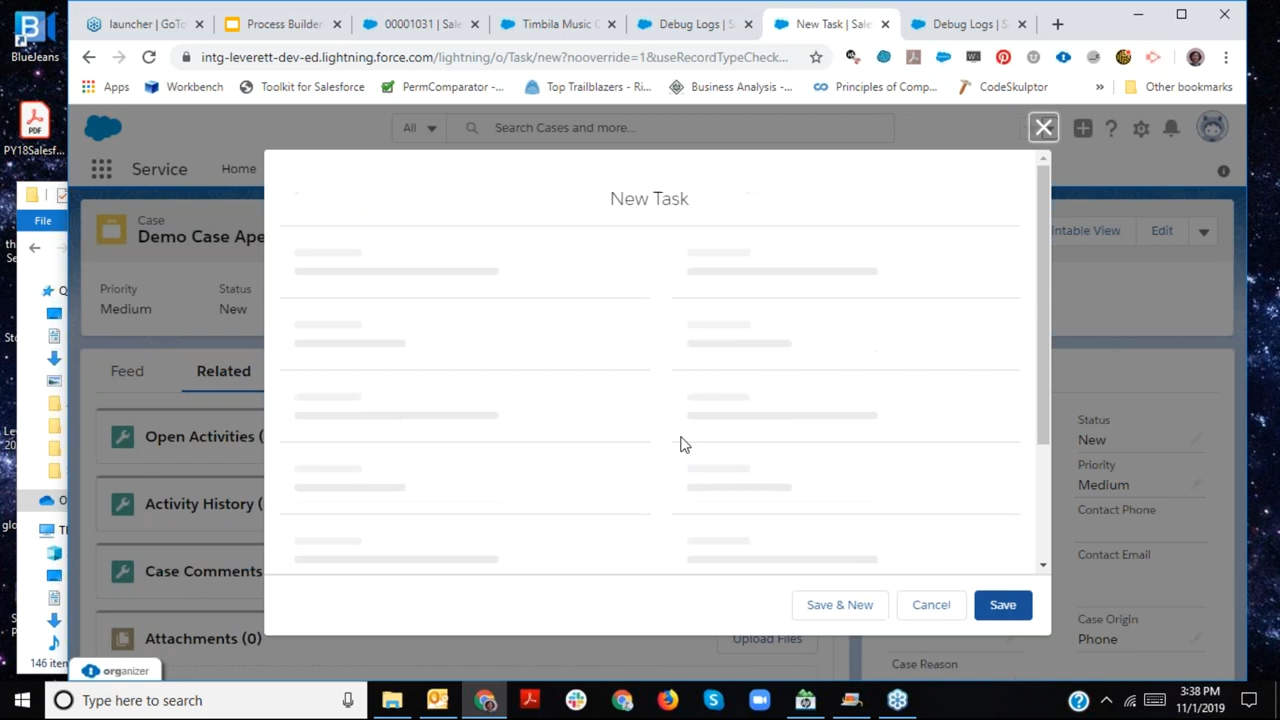 BlueJeans
launcher | GoTo
Process Builder
00001031 | Sale
Timbila Music C
Debug Logs | S
New Task | Sale
Debug Logs | S
intg-leverett-dev-ed.lightning.force.com/lightning/o/Task/new?nooverride=1&useRecordTypeCheck...
Apps
Workbench
Toolkit for Salesforce
PermComparator -...
Top Trailblazers - Ri...
Business Analysis -...
Principles of Comp...
CodeSkulptor
»
Other bookmarks
PDF
PY18Salesf...
All
Search Cases and more...
Service
Home
File
New Task
Case
Demo Case Ape
intable View
Edit
Priority
Status
Medium
New
Feed
Related
Open Activities (
Activity History (
Case Comments
Attachments (0)
Upload Files
Status
New
Priority
Medium
Contact Phone
Contact Email
Case Origin
Phone
Case Reason
Save & New
Cancel
Save
146 iten
organizer
Type here to search
3:38 PM
11/1/2019